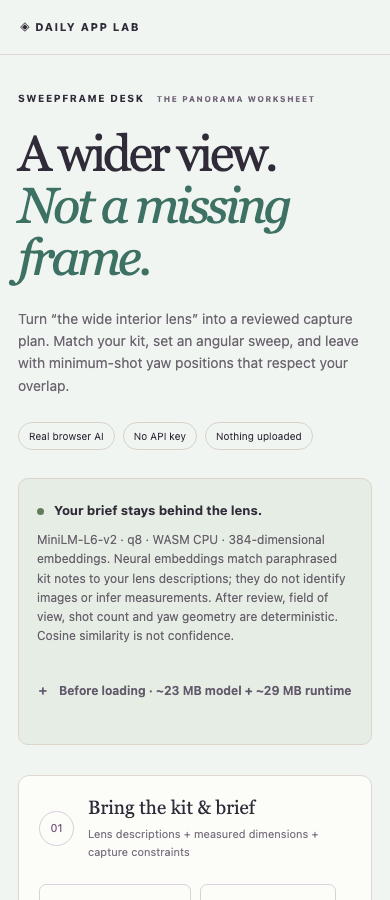 ◈ DAILY APP LAB
SWEEPFRAME DESK THE PANORAMA WORKSHEET
A wider view.
Not a missing
frame.
Turn “the wide interior lens” into a reviewed capture
plan. Match your kit, set an angular sweep, and leave
with minimum-shot yaw positions that respect your
overlap.
Real browser AI No API key Nothing uploaded
Your brief stays behind the lens.
MiniLM-L6-v2 · q8 · WASM CPU · 384-dimensional
embeddings. Neural embeddings match paraphrased
kit notes to your lens descriptions; they do not identify
images or infer measurements. After review, field of
view, shot count and yaw geometry are deterministic.
Cosine similarity is not confidence.
+ Before loading · ~23 MB model + ~29 MB runtime
01 Bring the kit & brief
Lens descriptions + measured dimensions +
capture constraints